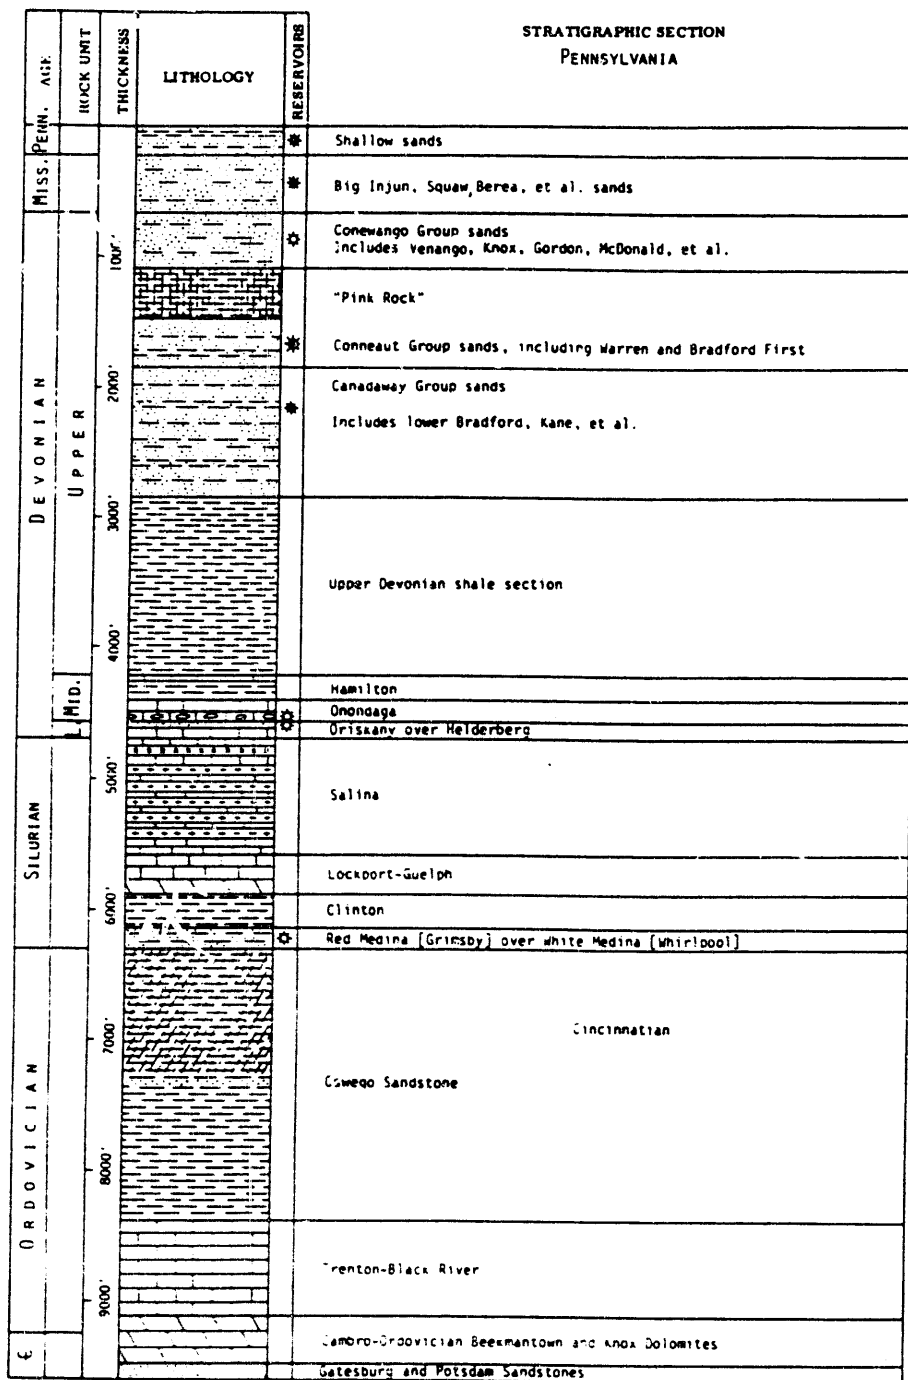 STRATIGRAPHIC SECTION
PENNSYLVANIA
AGE
ROCK UNIT
THICKNESS
LITHOLOGY
RESERVOIRS
PENN.
MISS.
DEVONIAN
UPPER
MID.
L
SILURIAN
ORDOVICIAN
Є
1000'
2000'
3000'
4000'
5000'
6000'
7000'
8000'
9000'
Shallow sands
Big Injun, Squaw, Berea, et al. sands
Conewango Group sands
Includes Venango, Knox, Gordon, McDonald, et al.
"Pink Rock"
Conneaut Group sands, including Warren and Bradford First
Canadaway Group sands
Includes lower Bradford, Kane, et al.
Upper Devonian shale section
Hamilton
Onondaga
Oriskany over Helderberg
Salina
Lockport-Guelph
Clinton
Red Medina [Grimsby] over White Medina [Whirlpool]
Cincinnatian
Oswego Sandstone
Trenton-Black River
Cambro-Ordovician Beekmantown and Knox Dolomites
Gatesburg and Potsdam Sandstones